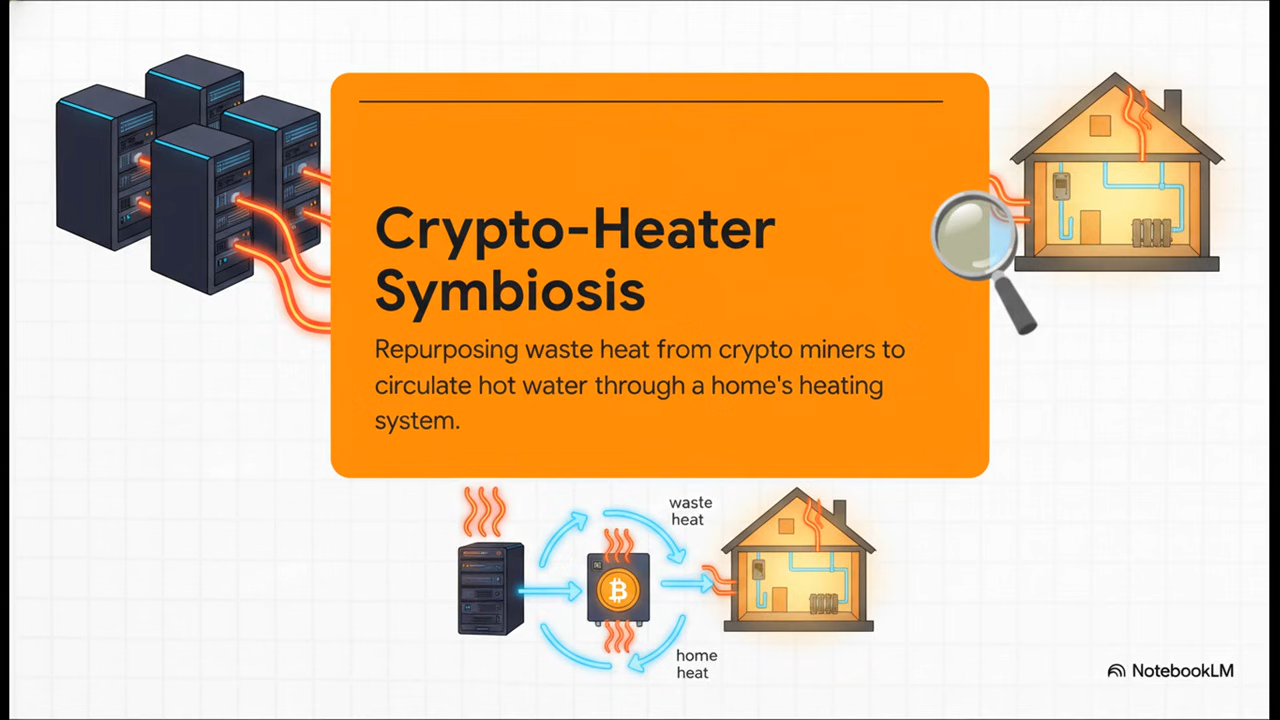 Crypto-Heater
Symbiosis
Repurposing waste heat from crypto miners to
circulate hot water through a home's heating
system.
waste
heat
home
heat
NotebookLM